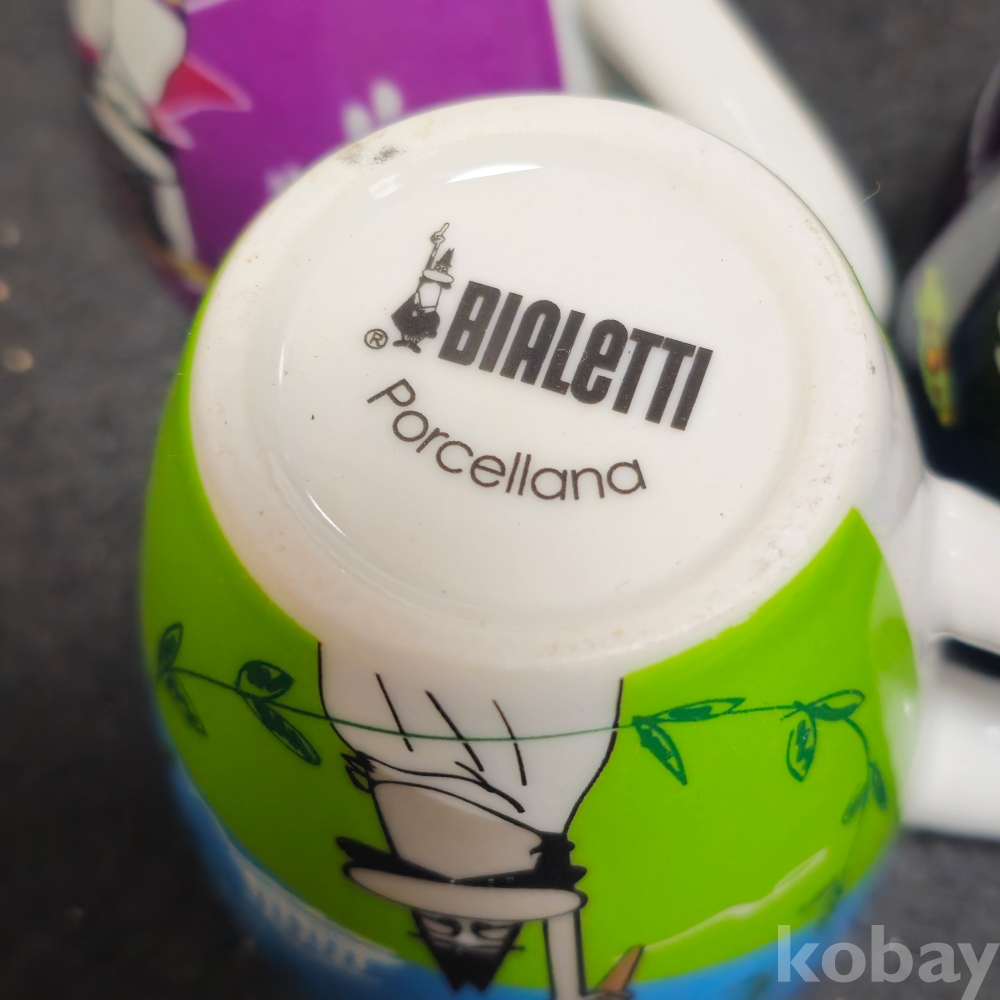 BIALETTI
®
Porcellana
kobay